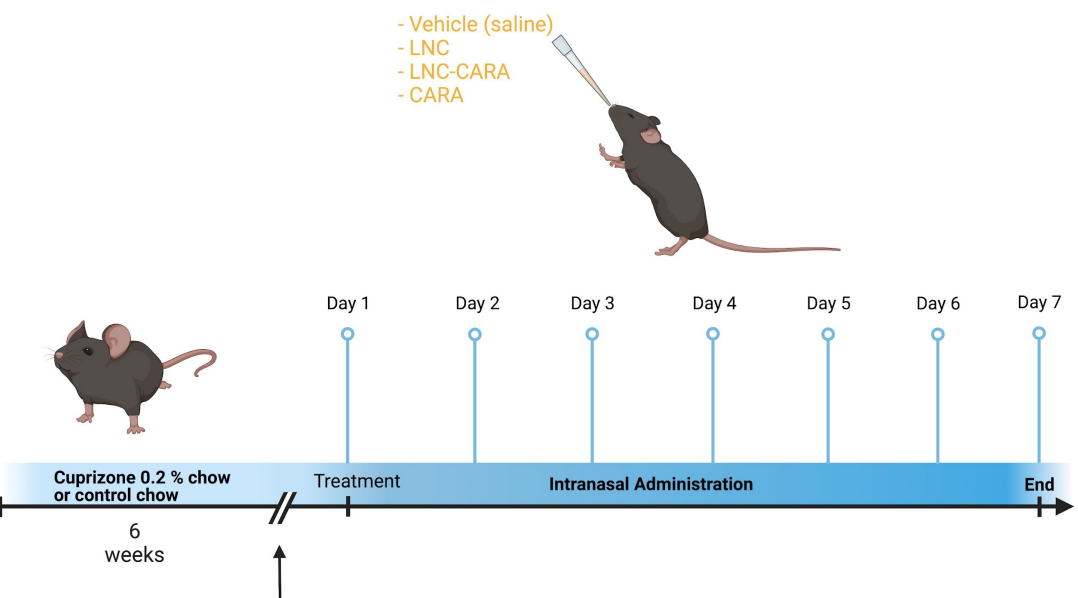 - Vehicle (saline)
- LNC
- LNC-CARA
- CARA
Day 1
Day 2
Day 3
Day 4
Day 5
Day 6
Day 7
Cuprizone 0.2 % chow
or control chow
Treatment
Intranasal Administration
End
6
weeks